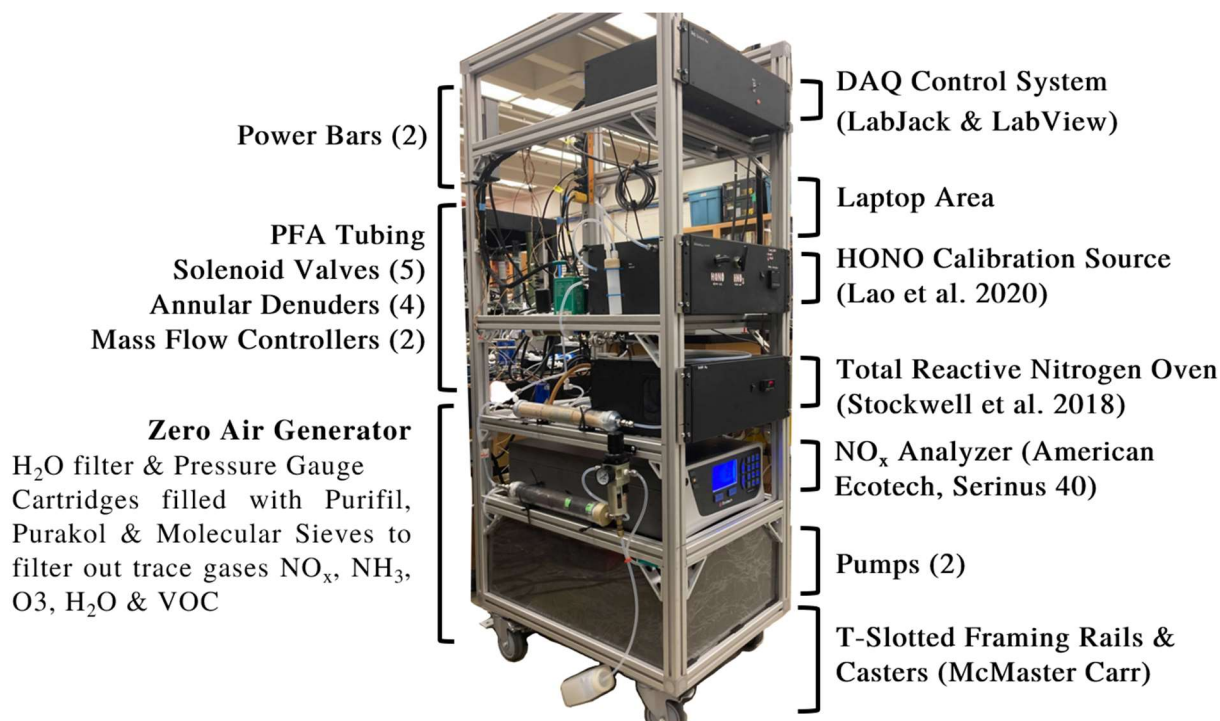 Power Bars (2)
PFA Tubing
Solenoid Valves (5)
Annular Denuders (4)
Mass Flow Controllers (2)
Zero Air Generator
H₂O filter & Pressure Gauge
Cartridges filled with Purifil,
Purakol & Molecular Sieves to
filter out trace gases NOₓ, NH₃,
O3, H₂O & VOC
DAQ Control System
(LabJack & LabView)
Laptop Area
HONO Calibration Source
(Lao et al. 2020)
Total Reactive Nitrogen Oven
(Stockwell et al. 2018)
NOₓ Analyzer (American
Ecotech, Serinus 40)
Pumps (2)
T-Slotted Framing Rails &
Casters (McMaster Carr)
HONO